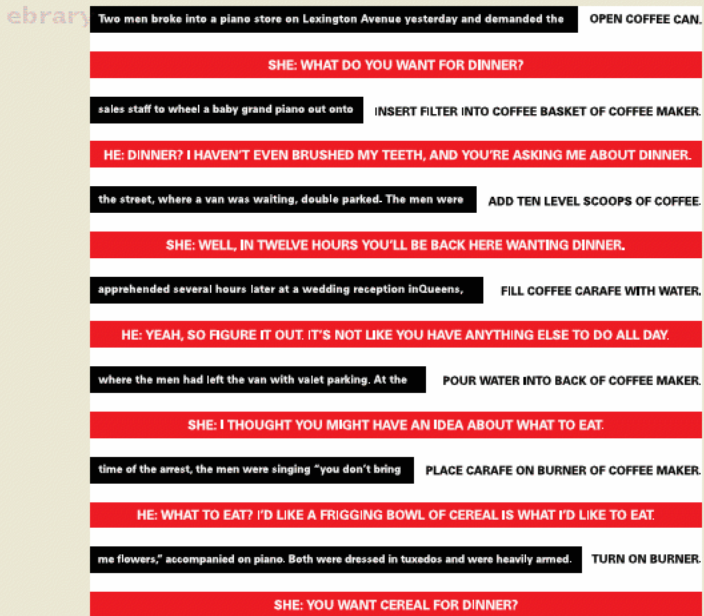 ebrary
Two men broke into a piano store on Lexington Avenue yesterday and demanded the OPEN COFFEE CAN.
SHE: WHAT DO YOU WANT FOR DINNER?
sales staff to wheel a baby grand piano out onto INSERT FILTER INTO COFFEE BASKET OF COFFEE MAKER.
HE: DINNER? I HAVEN'T EVEN BRUSHED MY TEETH, AND YOU'RE ASKING ME ABOUT DINNER.
the street, where a van was waiting, double parked. The men were ADD TEN LEVEL SCOOPS OF COFFEE.
SHE: WELL, IN TWELVE HOURS YOU'LL BE BACK HERE WANTING DINNER.
apprehended several hours later at a wedding reception inQueens, FILL COFFEE CARAFE WITH WATER.
HE: YEAH, SO FIGURE IT OUT. IT'S NOT LIKE YOU HAVE ANYTHING ELSE TO DO ALL DAY.
where the men had left the van with valet parking. At the POUR WATER INTO BACK OF COFFEE MAKER.
SHE: I THOUGHT YOU MIGHT HAVE AN IDEA ABOUT WHAT TO EAT.
time of the arrest, the men were singing "you don't bring PLACE CARAFE ON BURNER OF COFFEE MAKER.
HE: WHAT TO EAT? I'D LIKE A FRIGGING BOWL OF CEREAL IS WHAT I'D LIKE TO EAT.
me flowers," accompanied on piano. Both were dressed in tuxedos and were heavily armed. TURN ON BURNER.
SHE: YOU WANT CEREAL FOR DINNER?